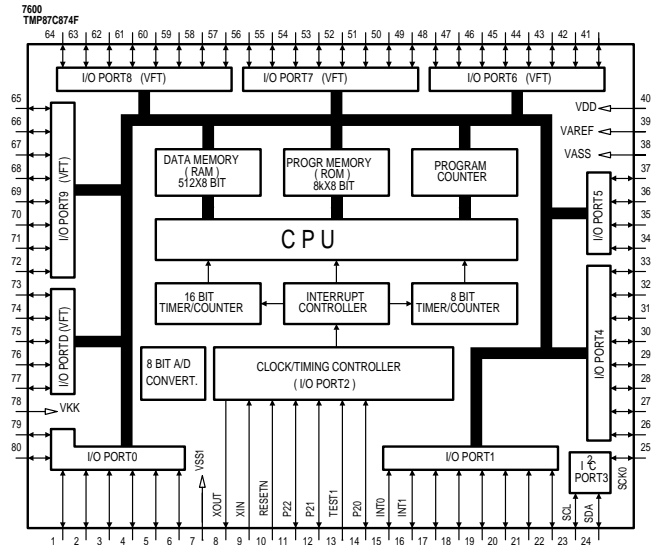 7600
TMP87C874F
64 63 62 61 60 59 58 57 56 55 54 53 52 51 50 49 48 47 46 45 44 43 42 41
I/O PORT8 (VFT)
I/O PORT7 (VFT)
I/O PORT6 (VFT)
65
66
67
68
69
70
71
72
73
74
75
76
77
78
79
80
I/O PORT9 (VFT)
I/O PORTD (VFT)
VKK
VDD
VAREF
VASS
40
39
38
37
36
35
34
33
32
31
30
29
28
27
26
25
I/O PORT5
I/O PORT4
DATA MEMORY
( RAM )
512X8 BIT
PROGR MEMORY
( ROM )
8kX8 BIT
PROGRAM
COUNTER
CPU
16 BIT
TIMER/COUNTER
INTERRUPT
CONTROLLER
8 BIT
TIMER/COUNTER
8 BIT A/D
CONVERT.
CLOCK/TIMING CONTROLLER
( I/O PORT2 )
I/O PORT0
I/O PORT1
I2C
PORT3
VSS1
XOUT
XIN
RESETN
P22
P21
TEST1
P20
INT0
INT1
SCL
SDA
SCK0
1 2 3 4 5 6 7 8 9 10 11 12 13 14 15 16 17 18 19 20 21 22 23 24